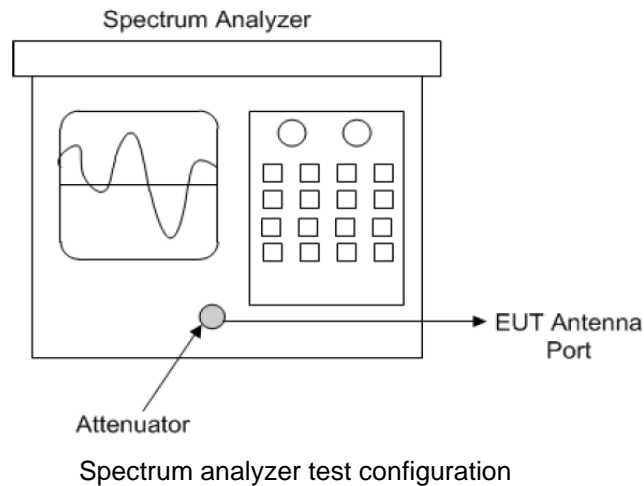 Spectrum Analyzer
EUT Antenna
Port
Attenuator
Spectrum analyzer test configuration